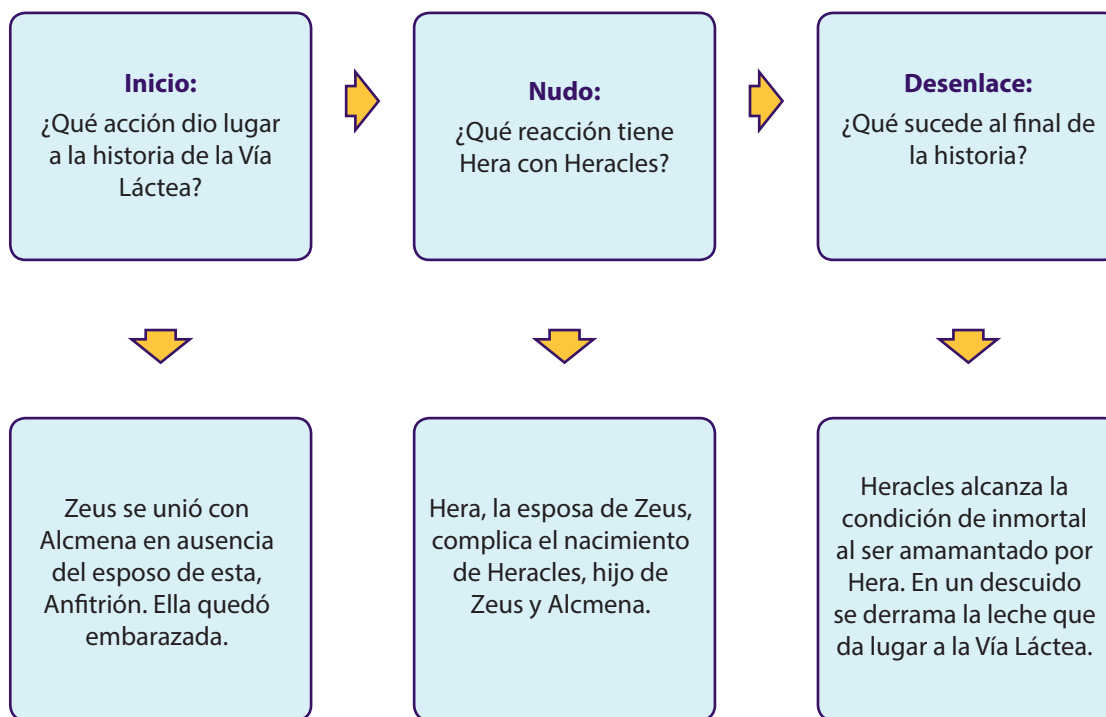 Inicio:
¿Qué acción dio lugar
a la historia de la Vía
Láctea?
Nudo:
¿Qué reacción tiene
Hera con Heracles?
Desenlace:
¿Qué sucede al final de
la historia?
Zeus se unió con
Alcmena en ausencia
del esposo de esta,
Anfitrión. Ella quedó
embarazada.
Hera, la esposa de Zeus,
complica el nacimiento
de Heracles, hijo de
Zeus y Alcmena.
Heracles alcanza la
condición de inmortal
al ser amamantado por
Hera. En un descuido
se derrama la leche que
da lugar a la Vía Láctea.